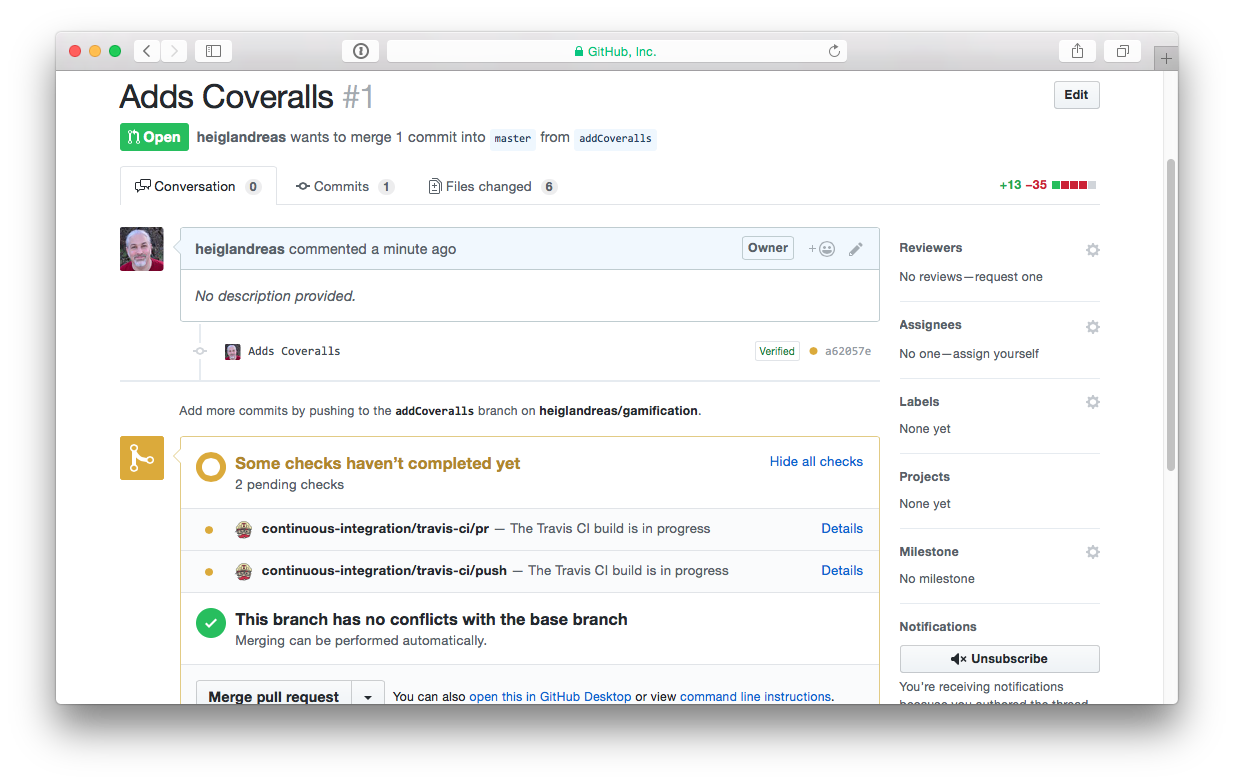 GitHub, Inc.
Adds Coveralls #1
Edit
Open heiglandreas wants to merge 1 commit into master from addCoveralls
Conversation 0 Commits 1 Files changed 6
+13 −35
heiglandreas commented a minute ago
Owner
No description provided.
Adds Coveralls
Verified a62057e
Add more commits by pushing to the addCoveralls branch on heiglandreas/gamification.
Some checks haven’t completed yet
Hide all checks
2 pending checks
continuous-integration/travis-ci/pr — The Travis CI build is in progress
Details
continuous-integration/travis-ci/push — The Travis CI build is in progress
Details
This branch has no conflicts with the base branch
Merging can be performed automatically.
Merge pull request
You can also open this in GitHub Desktop or view command line instructions.
Reviewers
No reviews—request one
Assignees
No one—assign yourself
Labels
None yet
Projects
None yet
Milestone
No milestone
Notifications
Unsubscribe
You’re receiving notifications
because you authored the thread